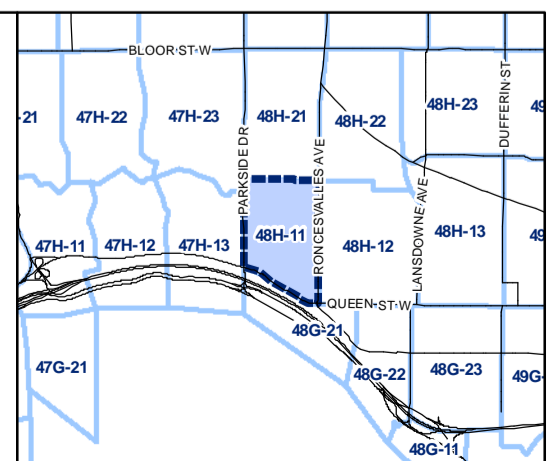 BLOOR ST W
DUFFERIN ST
-21
47H-22
47H-23
48H-21
48H-22
48H-23
49
PARKSIDE DR
RONCESVALLES AVE
LANSDOWNE AVE
47H-11
47H-12
47H-13
48H-11
48H-12
48H-13
49
QUEEN ST W
48G-21
47G-21
48G-22
48G-23
49G-
48G-11